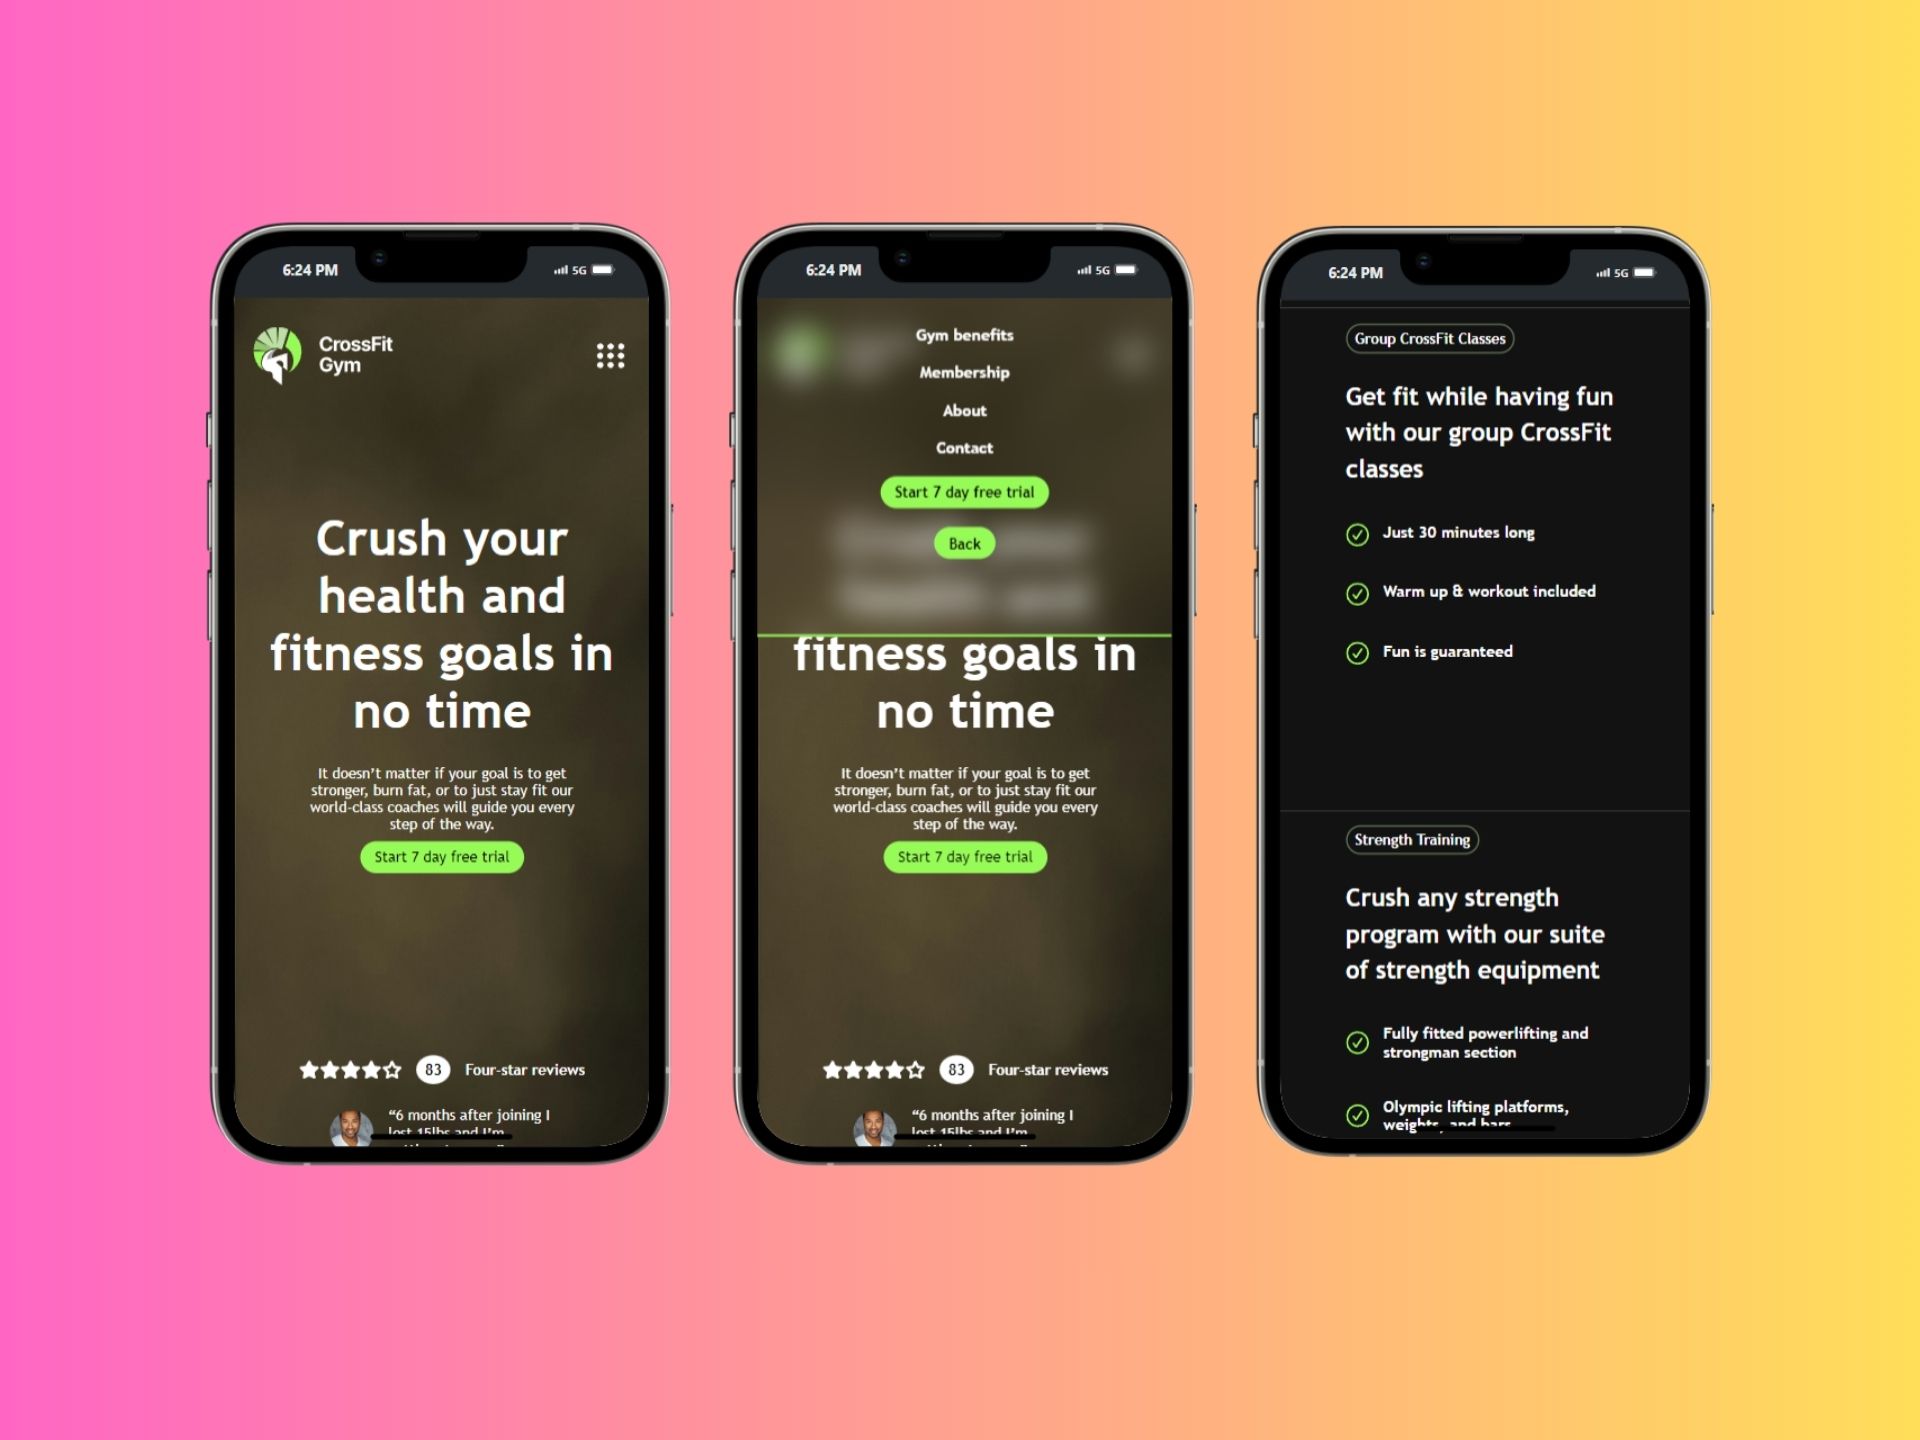 6:24 PM
5G
CrossFit
Gym
Crush your
health and
fitness goals in
no time
It doesn't matter if your goal is to get
stronger, burn fat, or to just stay fit our
world-class coaches will guide you every
step of the way.
Start 7 day free trial
83
Four-star reviews
“6 months after joining I
lost 15lbs and I'm
6:24 PM
5G
Gym benefits
Membership
About
Contact
Start 7 day free trial
Back
fitness goals in
no time
It doesn't matter if your goal is to get
stronger, burn fat, or to just stay fit our
world-class coaches will guide you every
step of the way.
Start 7 day free trial
83
Four-star reviews
“6 months after joining I
lost 15lbs and I'm
6:24 PM
5G
Group CrossFit Classes
Get fit while having fun
with our group CrossFit
classes
Just 30 minutes long
Warm up & workout included
Fun is guaranteed
Strength Training
Crush any strength
program with our suite
of strength equipment
Fully fitted powerlifting and
strongman section
Olympic lifting platforms,
weights, and bars